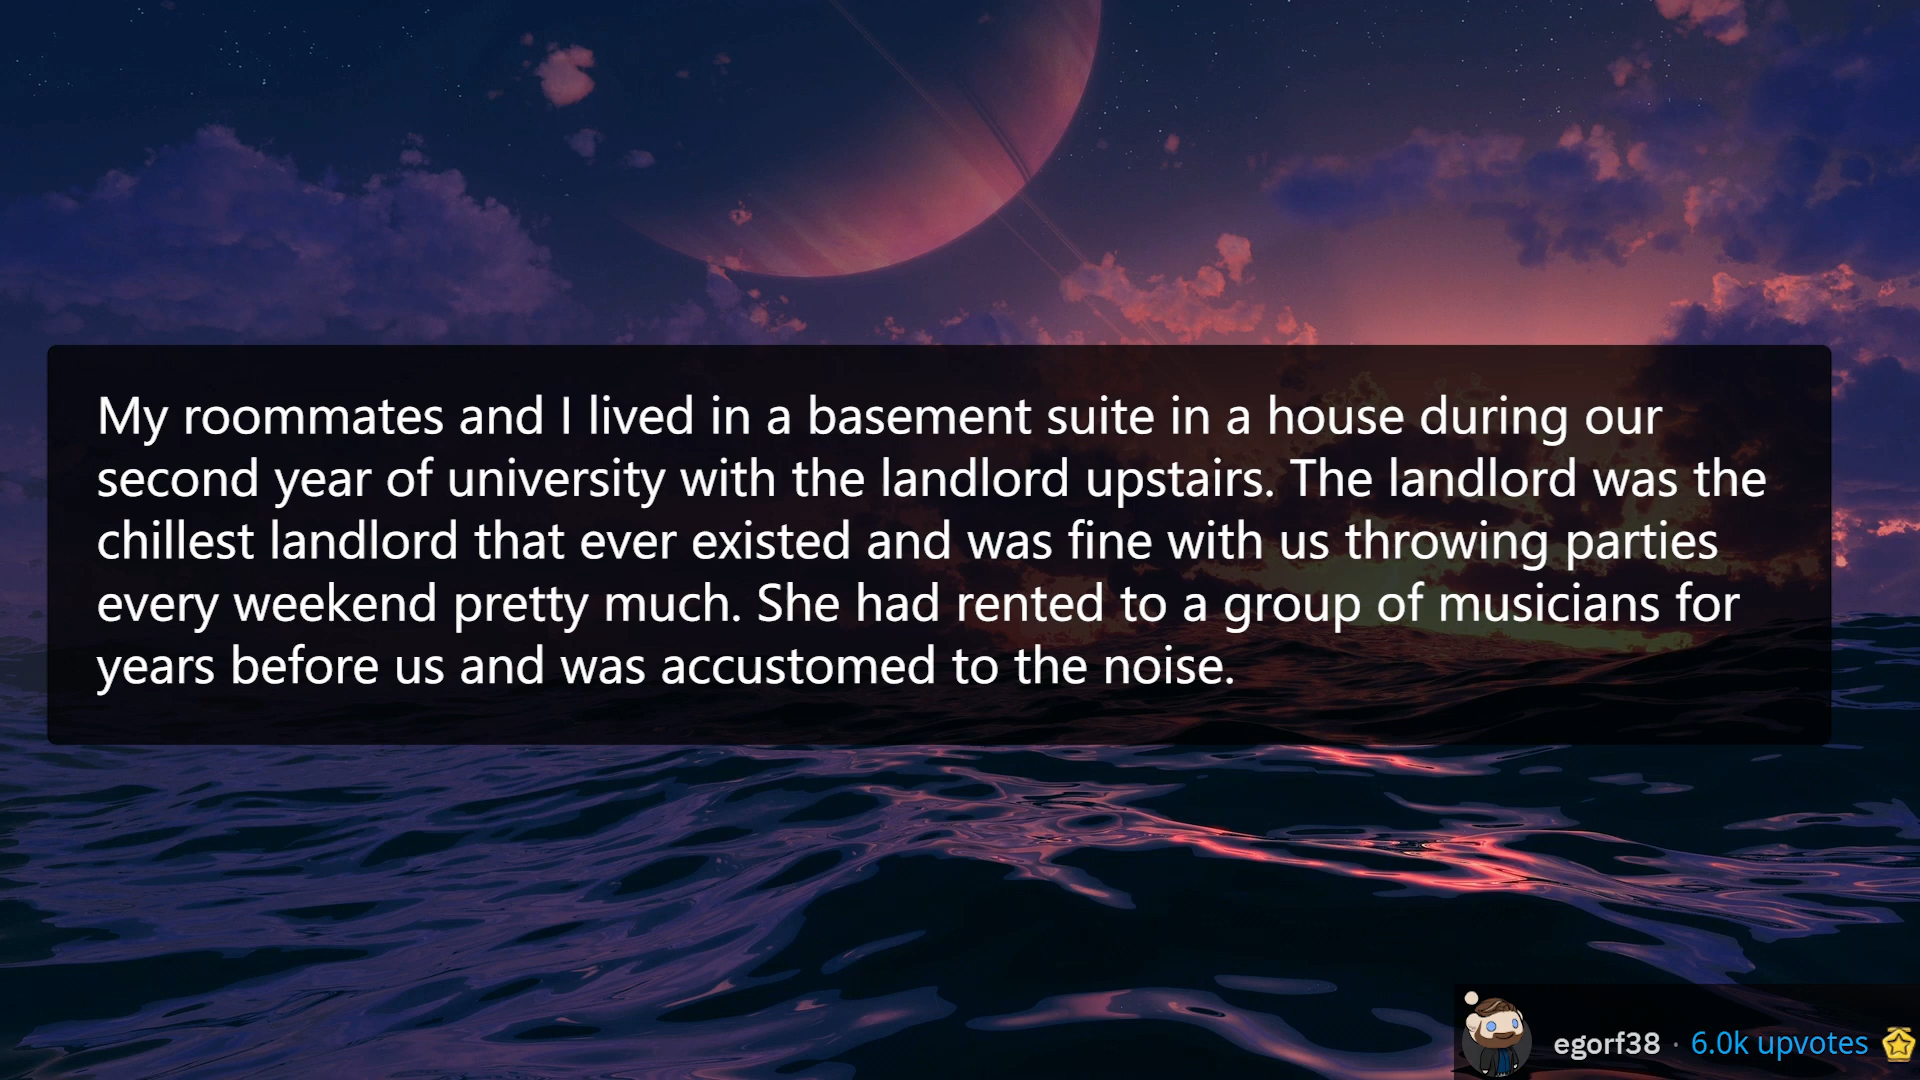 My roommates and I lived in a basement suite in a house during our
second year of university with the landlord upstairs. The landlord was the
chillest landlord that ever existed and was fine with us throwing parties
every weekend pretty much. She had rented to a group of musicians for
years before us and was accustomed to the noise.
egorf38 · 6.0k upvotes